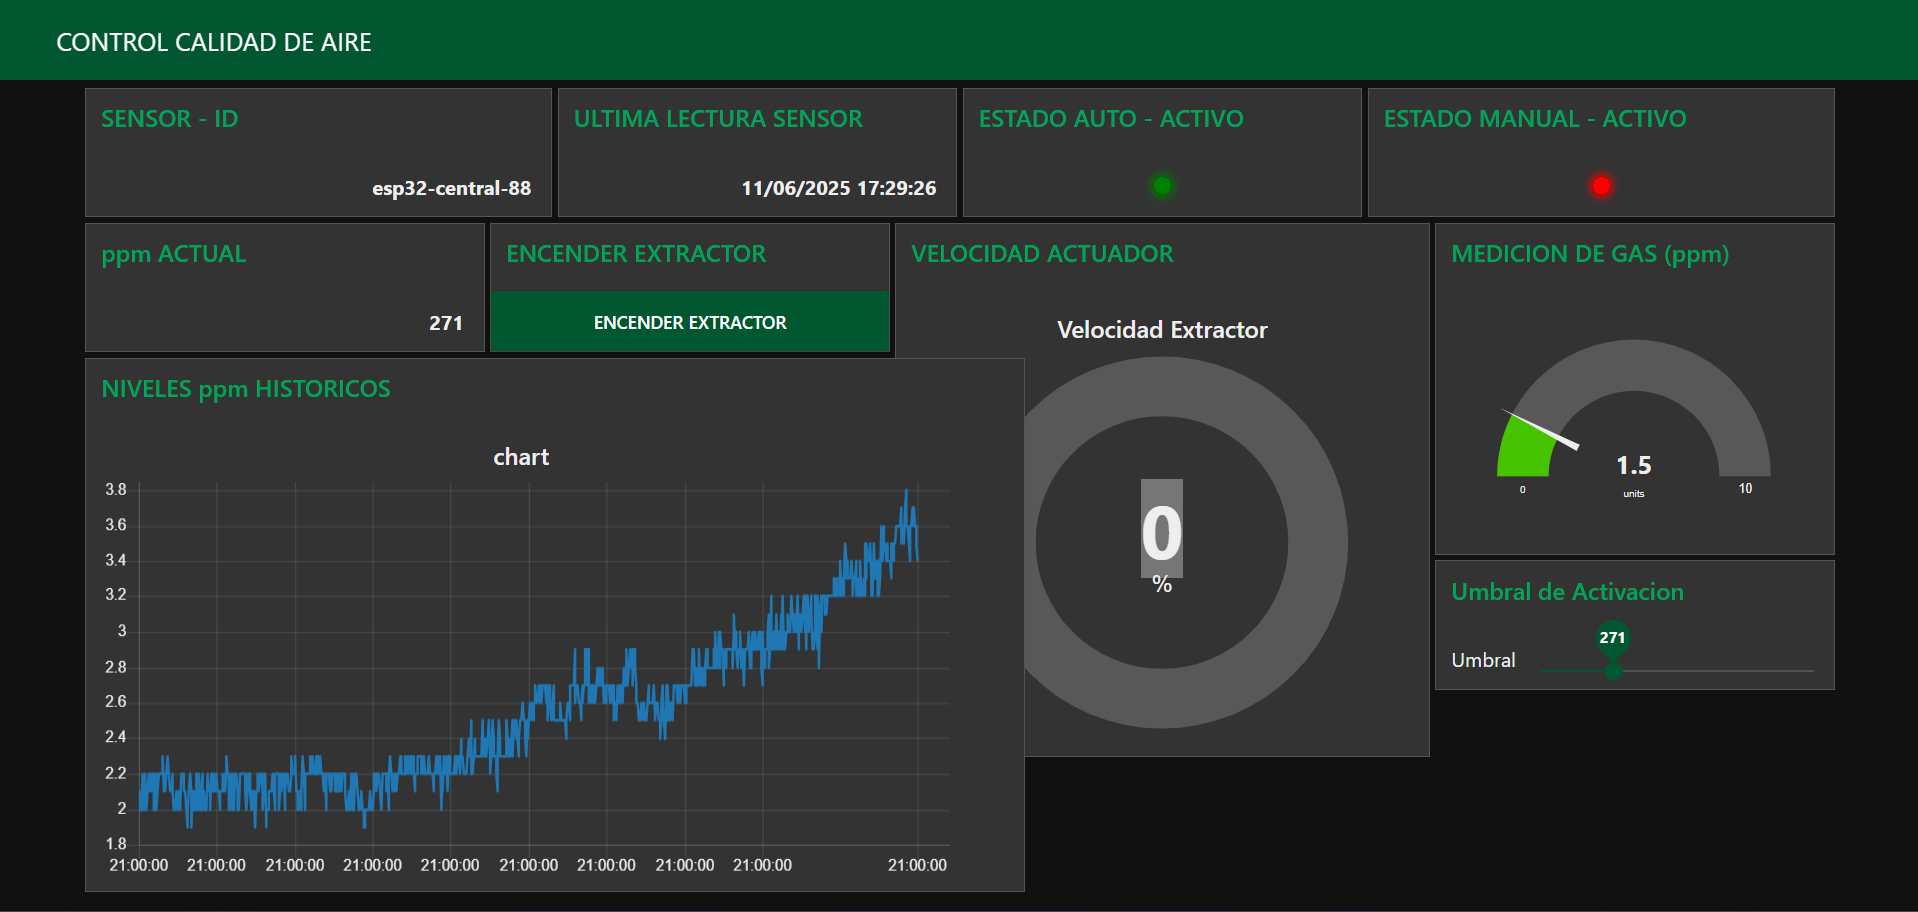 CONTROL CALIDAD DE AIRE
SENSOR - ID
esp32-central-88
ULTIMA LECTURA SENSOR
11/06/2025 17:29:26
ESTADO AUTO - ACTIVO
ESTADO MANUAL - ACTIVO
ppm ACTUAL
271
ENCENDER EXTRACTOR
ENCENDER EXTRACTOR
VELOCIDAD ACTUADOR
Velocidad Extractor
0
%
MEDICION DE GAS (ppm)
1.5
units
0
10
Umbral de Activacion
271
Umbral
NIVELES ppm HISTORICOS
chart
3.8
3.6
3.4
3.2
3
2.8
2.6
2.4
2.2
2
1.8
21:00:00 21:00:00 21:00:00 21:00:00 21:00:00 21:00:00 21:00:00 21:00:00 21:00:00 21:00:00